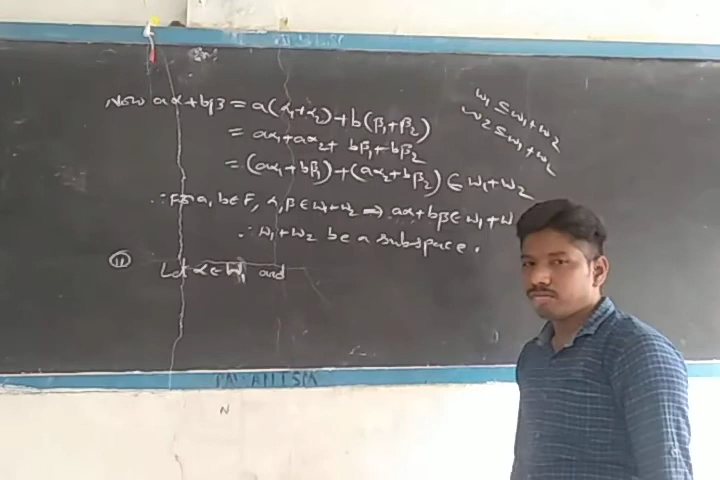 Now aα+bβ = a(α₁+α₂)+b(β₁+β₂)
= aα₁+aα₂+bβ₁+bβ₂
= (aα₁+bβ₁)+(aα₂+bβ₂) ∈ W₁+W₂
∴ For a, b ∈ F, α, β ∈ W₁+W₂ ⟹ aα+bβ ∈ W₁+W
∴ W₁+W₂ be a subspace.
(ii) Let α ∈ W₁ and
W₁ ⊆ W₁+W₂
W₂ ⊆ W₁+W₂
N